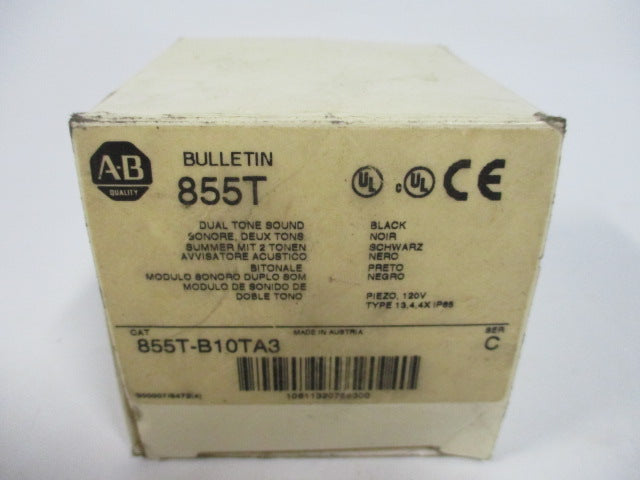 A-B
QUALITY
BULLETIN
855T
UL
c UL
CE
DUAL TONE SOUND
SONORE, DEUX TONS
SUMMER MIT 2 TONEN
AVVISATORE ACUSTICO
BITONALE
MODULO SONORO DUPLO SOM
MODULO DE SONIDO DE
DOBLE TONO
BLACK
NOIR
SCHWARZ
NERO
PRETO
NEGRO
PIEZO, 120V
TYPE 13,4,4X IP65
CAT
MADE IN AUSTRIA
SER
855T-B10TA3
C